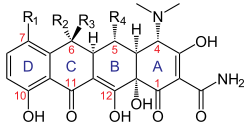 R₁ R₂ R₃ R₄ N
7 6 5 4 OH
D C B A
NH₂
10 11 12 OH 1
OH O OH O O